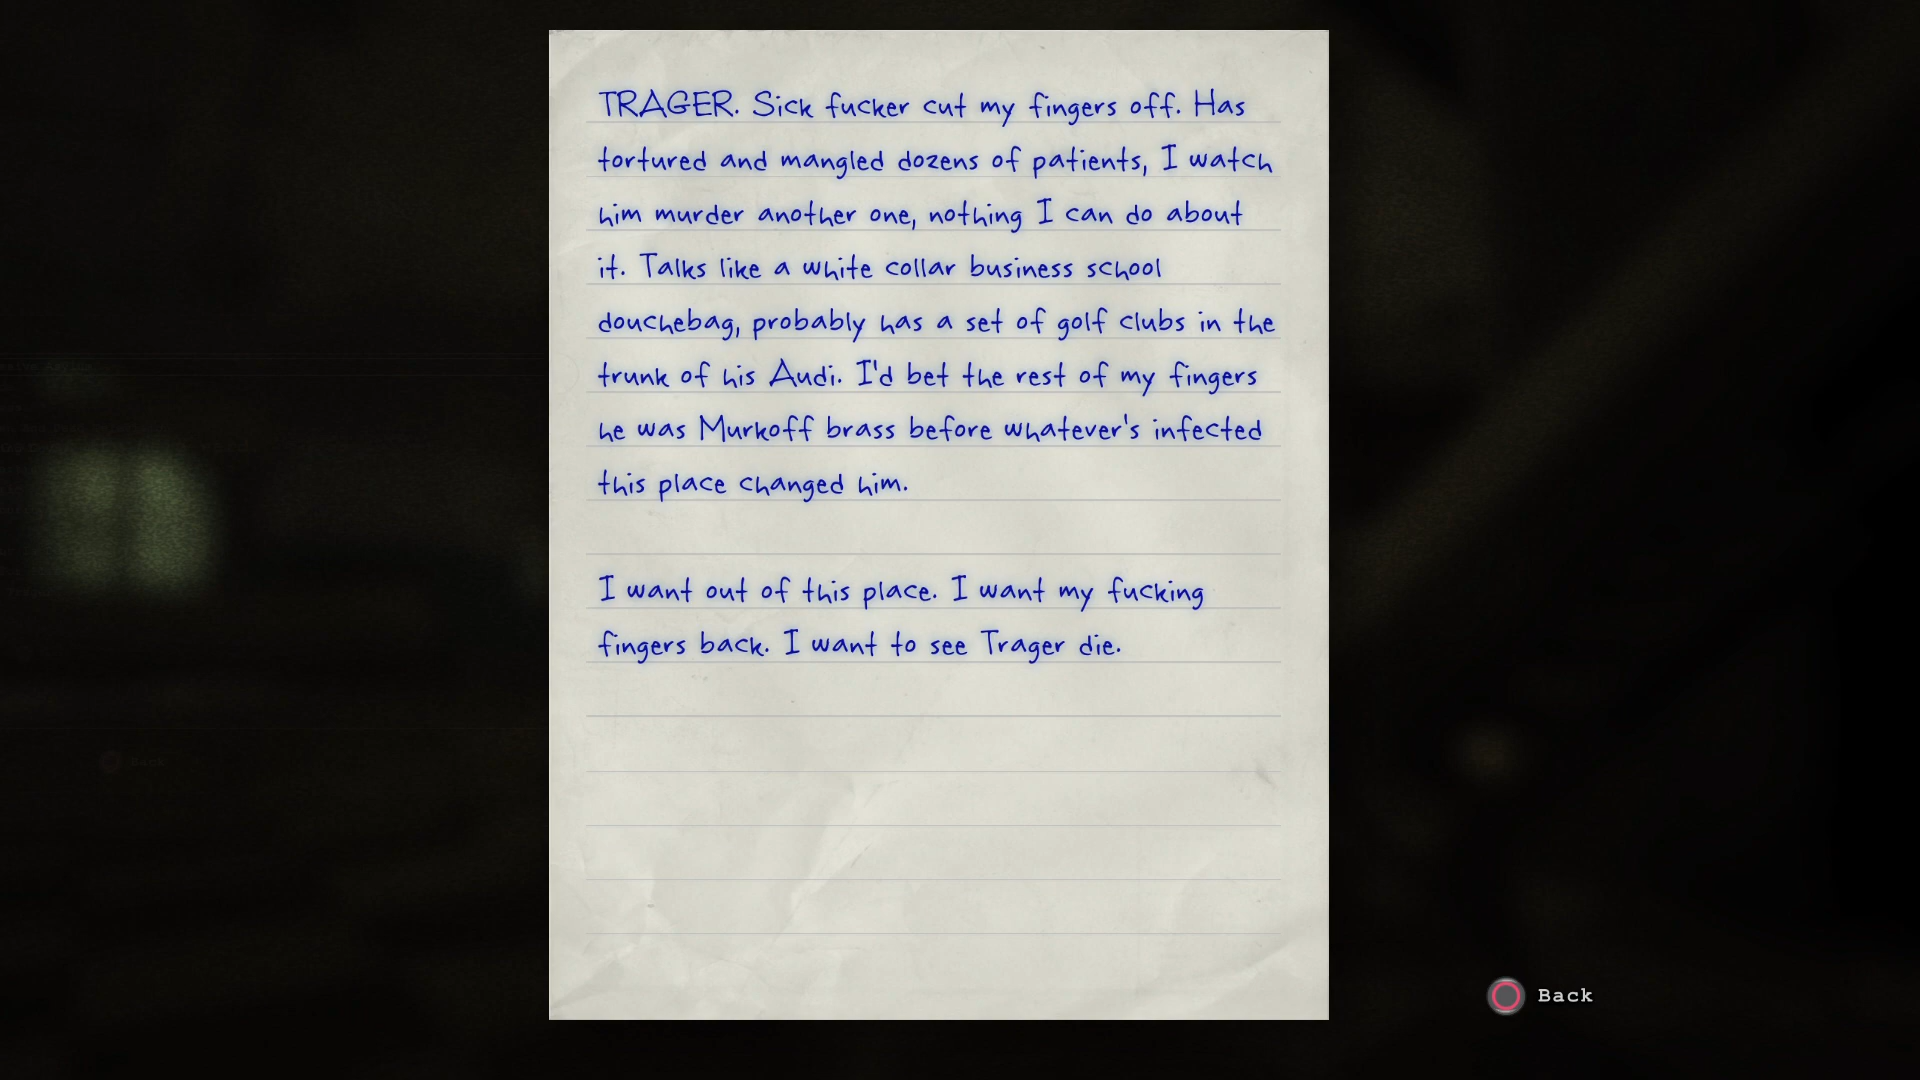 TRAGER. Sick fucker cut my fingers off. Has
tortured and mangled dozens of patients, I watch
him murder another one, nothing I can do about
it. Talks like a white collar business school
douchebag, probably has a set of golf clubs in the
trunk of his Audi. I'd bet the rest of my fingers
he was Murkoff brass before whatever's infected
this place changed him.
I want out of this place. I want my fucking
fingers back. I want to see Trager die.
Back